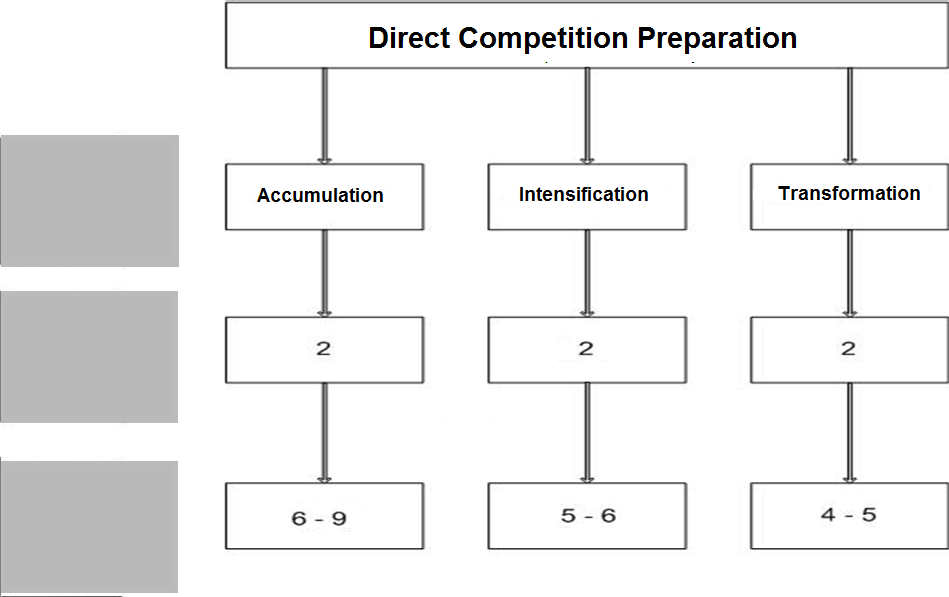 Direct Competition Preparation
Accumulation
Intensification
Transformation
2
2
2
6 - 9
5 - 6
4 - 5